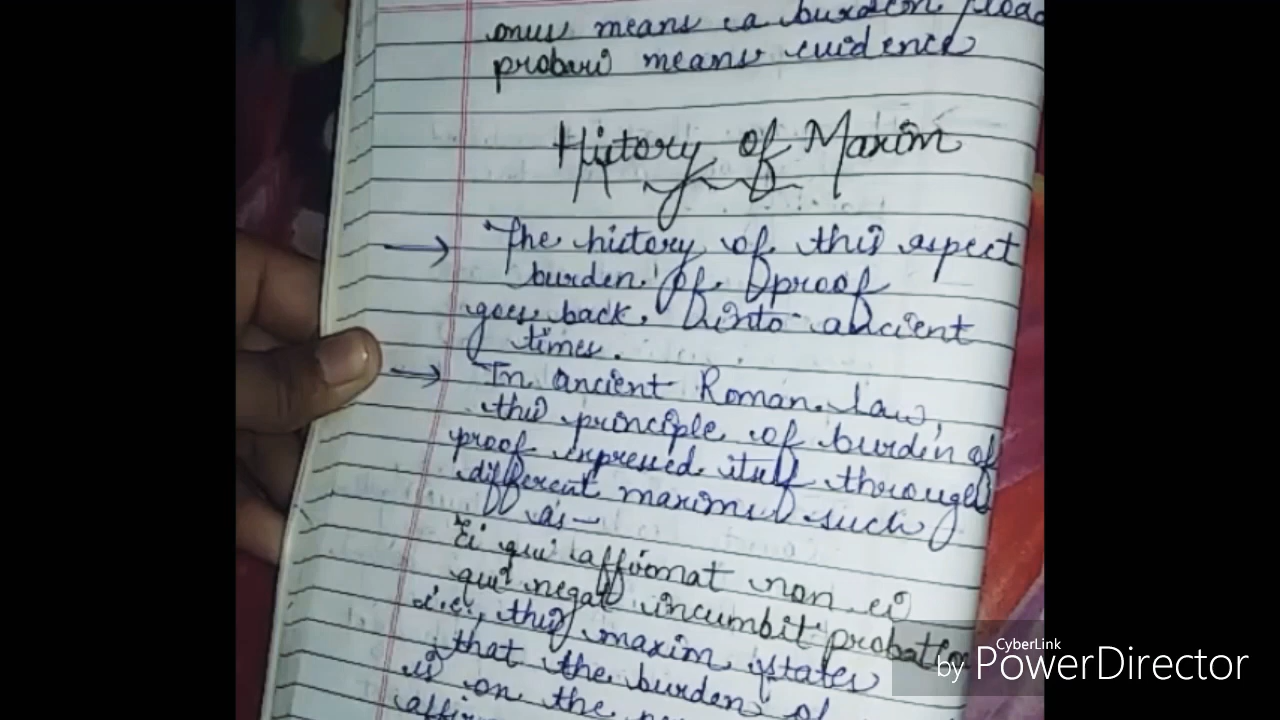 onus means a burden / load
probari means evidence
History of Maxim
→ The history of this aspect
burden of proof
goes back into ancient
times.
→ In ancient Roman law,
this principle of burden of
proof expressed itself through
different maxims such
as –
Ei qui affirmat non ei
qui negat incumbit probatio
i.e., this maxim states
that the burden of
is on the
CyberLink
by PowerDirector